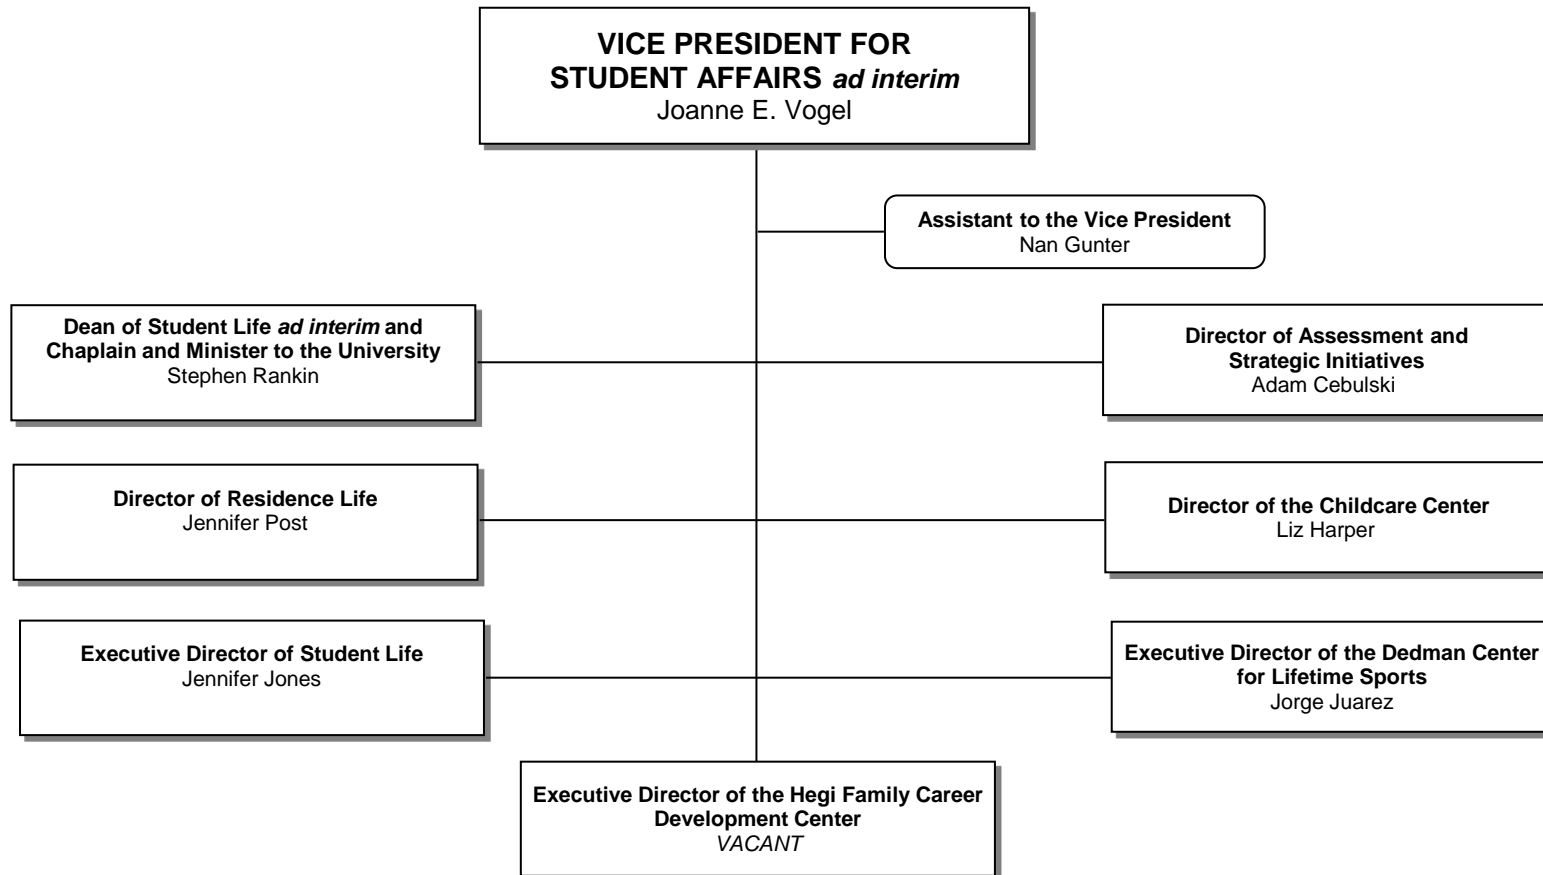 VICE PRESIDENT FOR
STUDENT AFFAIRS ad interim
Joanne E. Vogel
Assistant to the Vice President
Nan Gunter
Dean of Student Life ad interim and
Chaplain and Minister to the University
Stephen Rankin
Director of Assessment and
Strategic Initiatives
Adam Cebulski
Director of Residence Life
Jennifer Post
Director of the Childcare Center
Liz Harper
Executive Director of Student Life
Jennifer Jones
Executive Director of the Dedman Center
for Lifetime Sports
Jorge Juarez
Executive Director of the Hegi Family Career
Development Center
VACANT